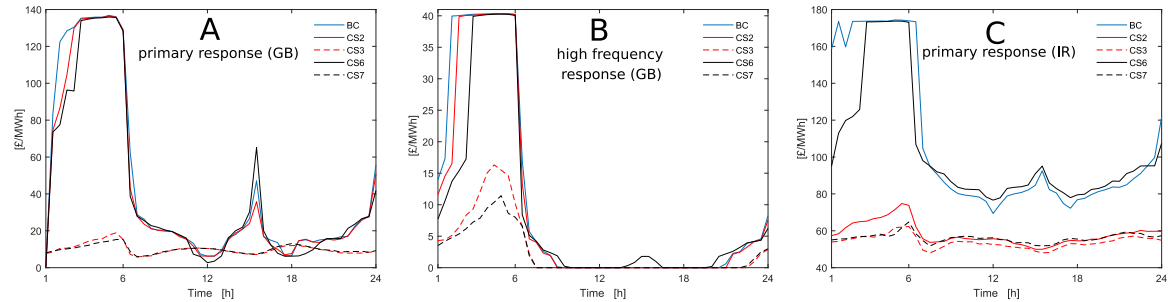 A
primary response (GB)
BC
CS2
CS3
CS6
CS7
[£/MWh]
140
120
100
80
60
40
20
0
1
6
12
18
24
Time [h]
B
high frequency
response (GB)
BC
CS2
CS3
CS6
CS7
[£/MWh]
40
35
30
25
20
15
10
5
0
1
6
12
18
24
Time [h]
C
primary response (IR)
BC
CS2
CS3
CS6
CS7
[£/MWh]
180
160
140
120
100
80
60
40
1
6
12
18
24
Time [h]